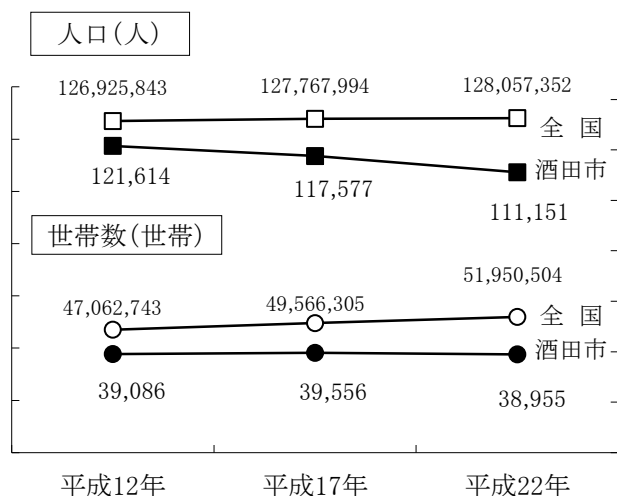 人口(人)
126,925,843
127,767,994
128,057,352
全 国
酒田市
121,614
117,577
111,151
世帯数(世帯)
47,062,743
49,566,305
51,950,504
全 国
酒田市
39,086
39,556
38,955
平成12年
平成17年
平成22年